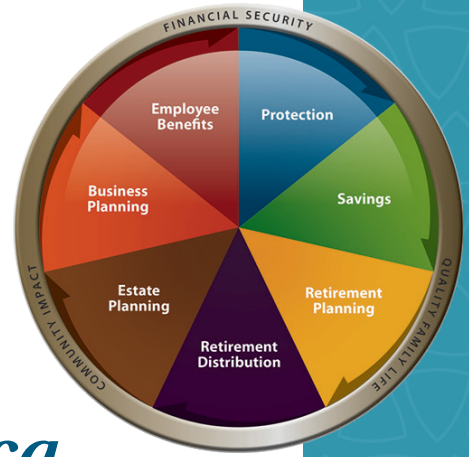 FINANCIAL SECURITY
Employee
Benefits
Protection
Business
Planning
Savings
Estate
Planning
Retirement
Planning
Retirement
Distribution
COMMUNITY IMPACT
QUALITY FAMILY LIFE
ca